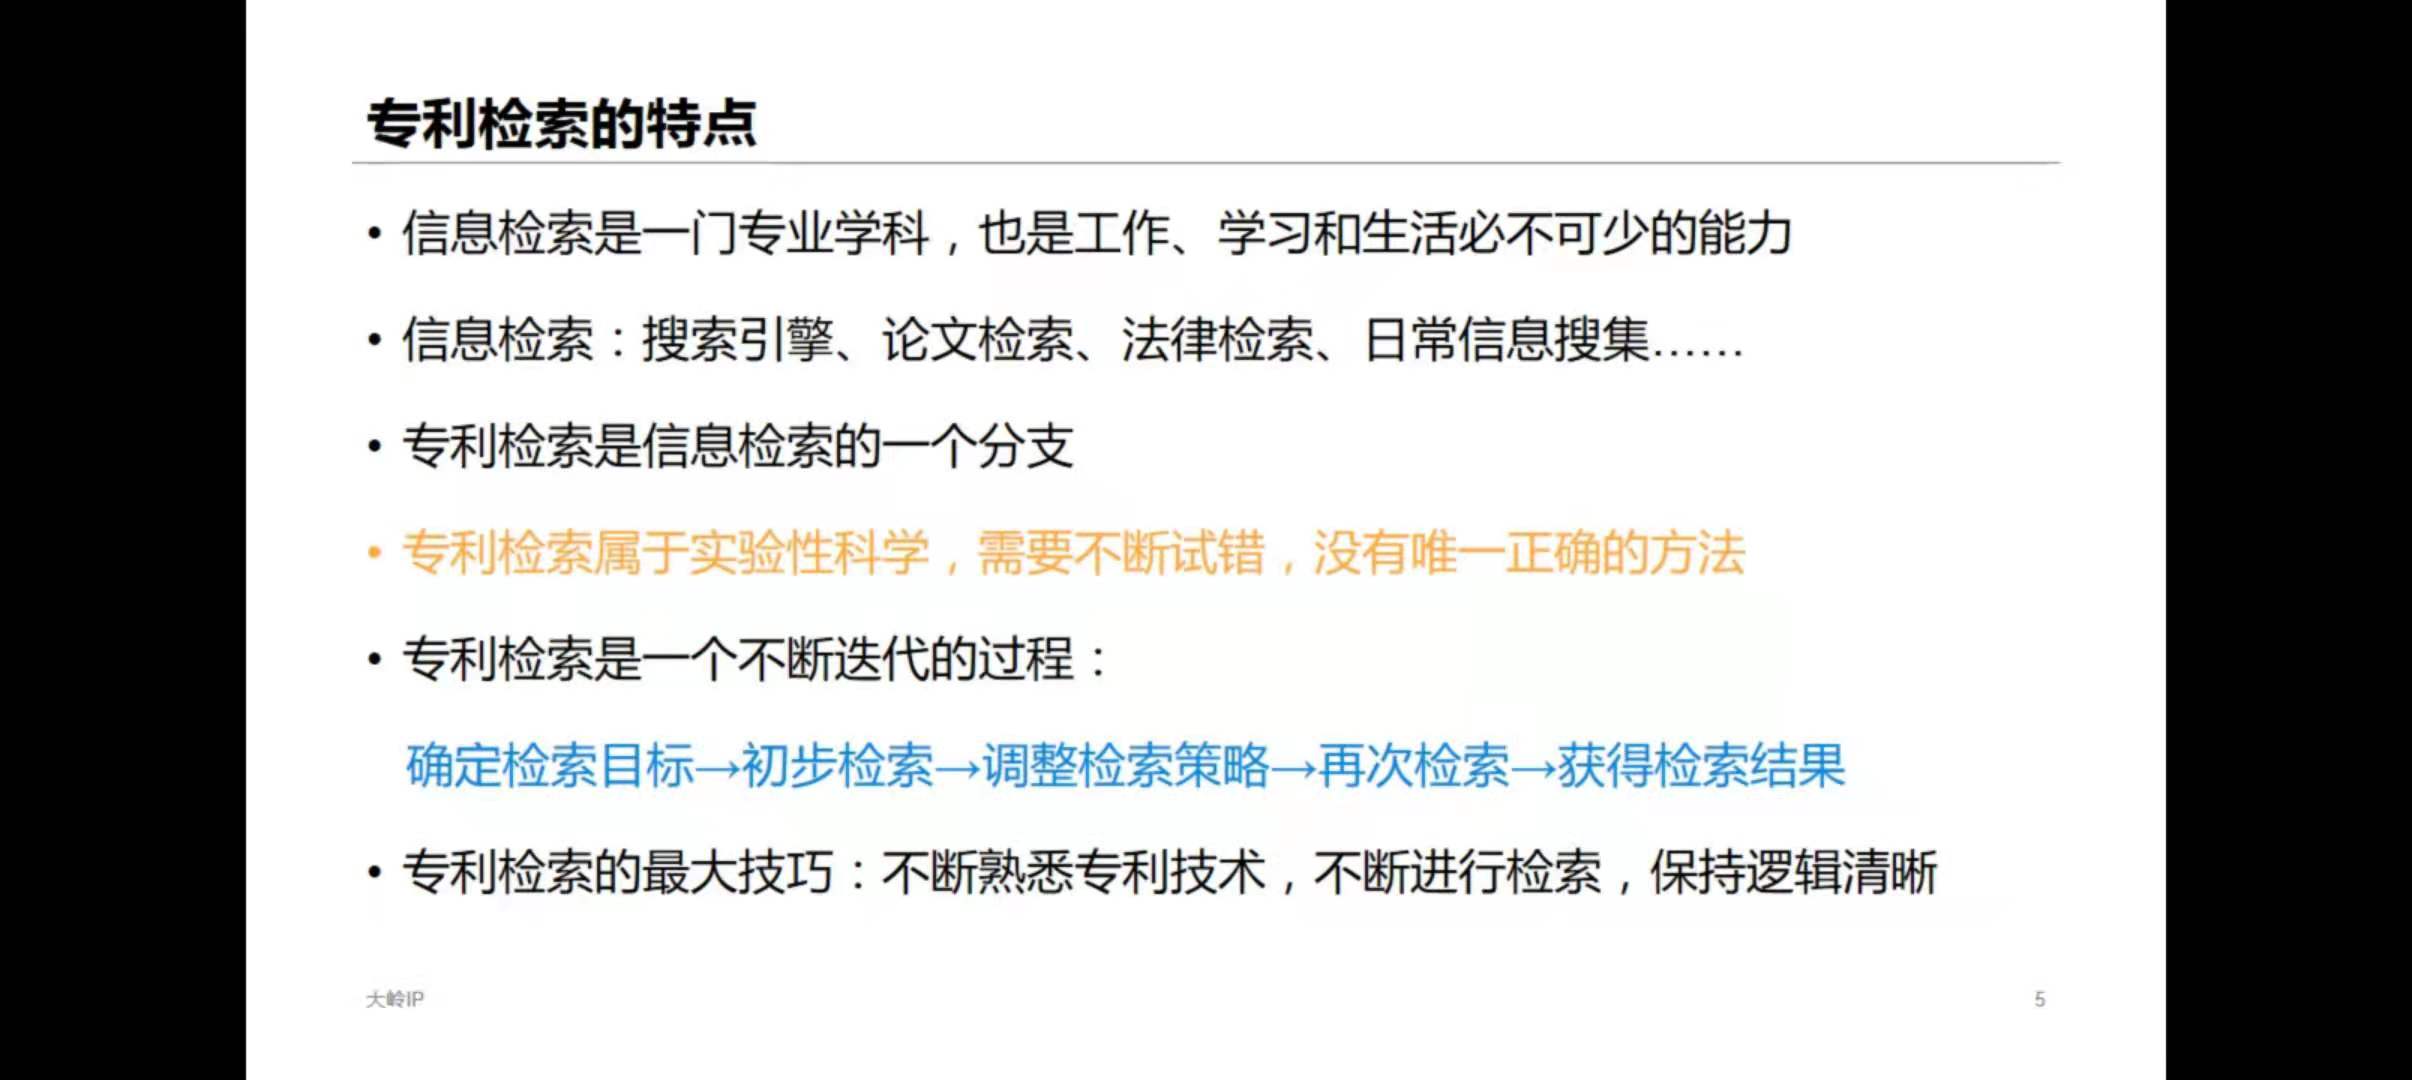 专利检索的特点
• 信息检索是一门专业学科，也是工作、学习和生活必不可少的能力
• 信息检索：搜索引擎、论文检索、法律检索、日常信息搜集……
• 专利检索是信息检索的一个分支
• 专利检索属于实验性科学，需要不断试错，没有唯一正确的方法
• 专利检索是一个不断迭代的过程：
确定检索目标→初步检索→调整检索策略→再次检索→获得检索结果
• 专利检索的最大技巧：不断熟悉专利技术，不断进行检索，保持逻辑清晰
大岭IP
5